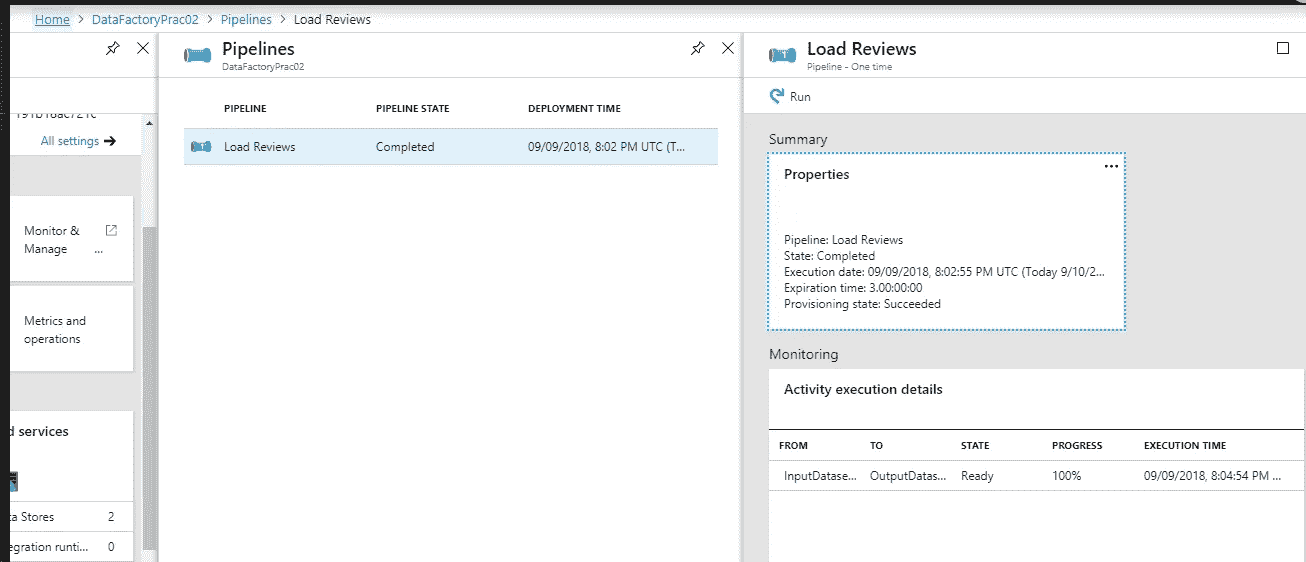 Home > DataFactoryPrac02 > Pipelines > Load Reviews
All settings →
Monitor &
Manage ...
Metrics and
operations
d services
ta Stores 2
egration runti... 0
Pipelines
DataFactoryPrac02
PIPELINE PIPELINE STATE DEPLOYMENT TIME
Load Reviews Completed 09/09/2018, 8:02 PM UTC (T...
Load Reviews
Pipeline - One time
Run
Summary
Properties ...
Pipeline: Load Reviews
State: Completed
Execution date: 09/09/2018, 8:02:55 PM UTC (Today 9/10/2...
Expiration time: 3.00:00:00
Provisioning state: Succeeded
Monitoring
Activity execution details
FROM TO STATE PROGRESS EXECUTION TIME
InputDatase... OutputDatas... Ready 100% 09/09/2018, 8:04:54 PM ...